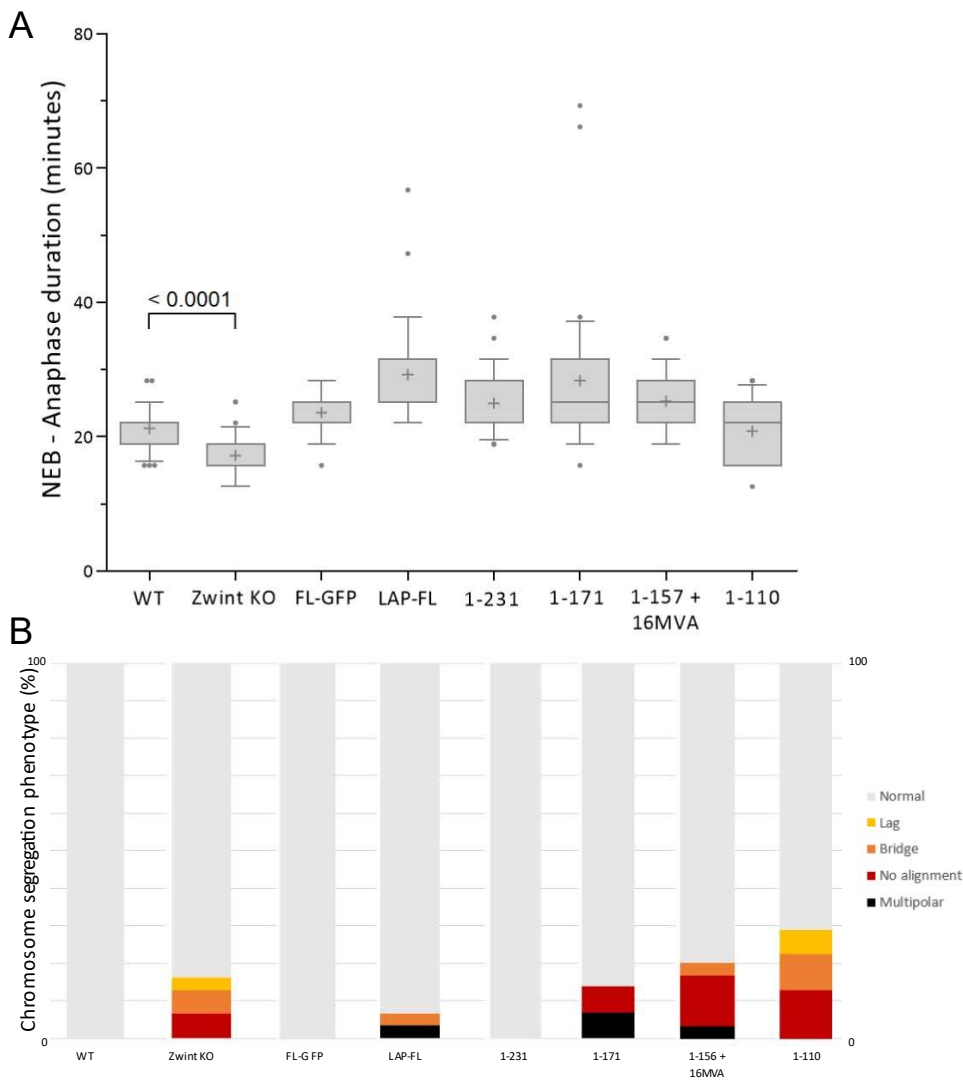 A
NEB - Anaphase duration (minutes)
80
60
40
20
0
< 0.0001
WT Zwint KO FL-GFP LAP-FL 1-231 1-171 1-157 + 1-110
16MVA
B
Chromosome segregation phenotype (%)
100 100
0 0
Normal
Lag
Bridge
No alignment
Multipolar
WT Zwint KO FL-GFP LAP-FL 1-231 1-171 1-156 + 1-110
16MVA